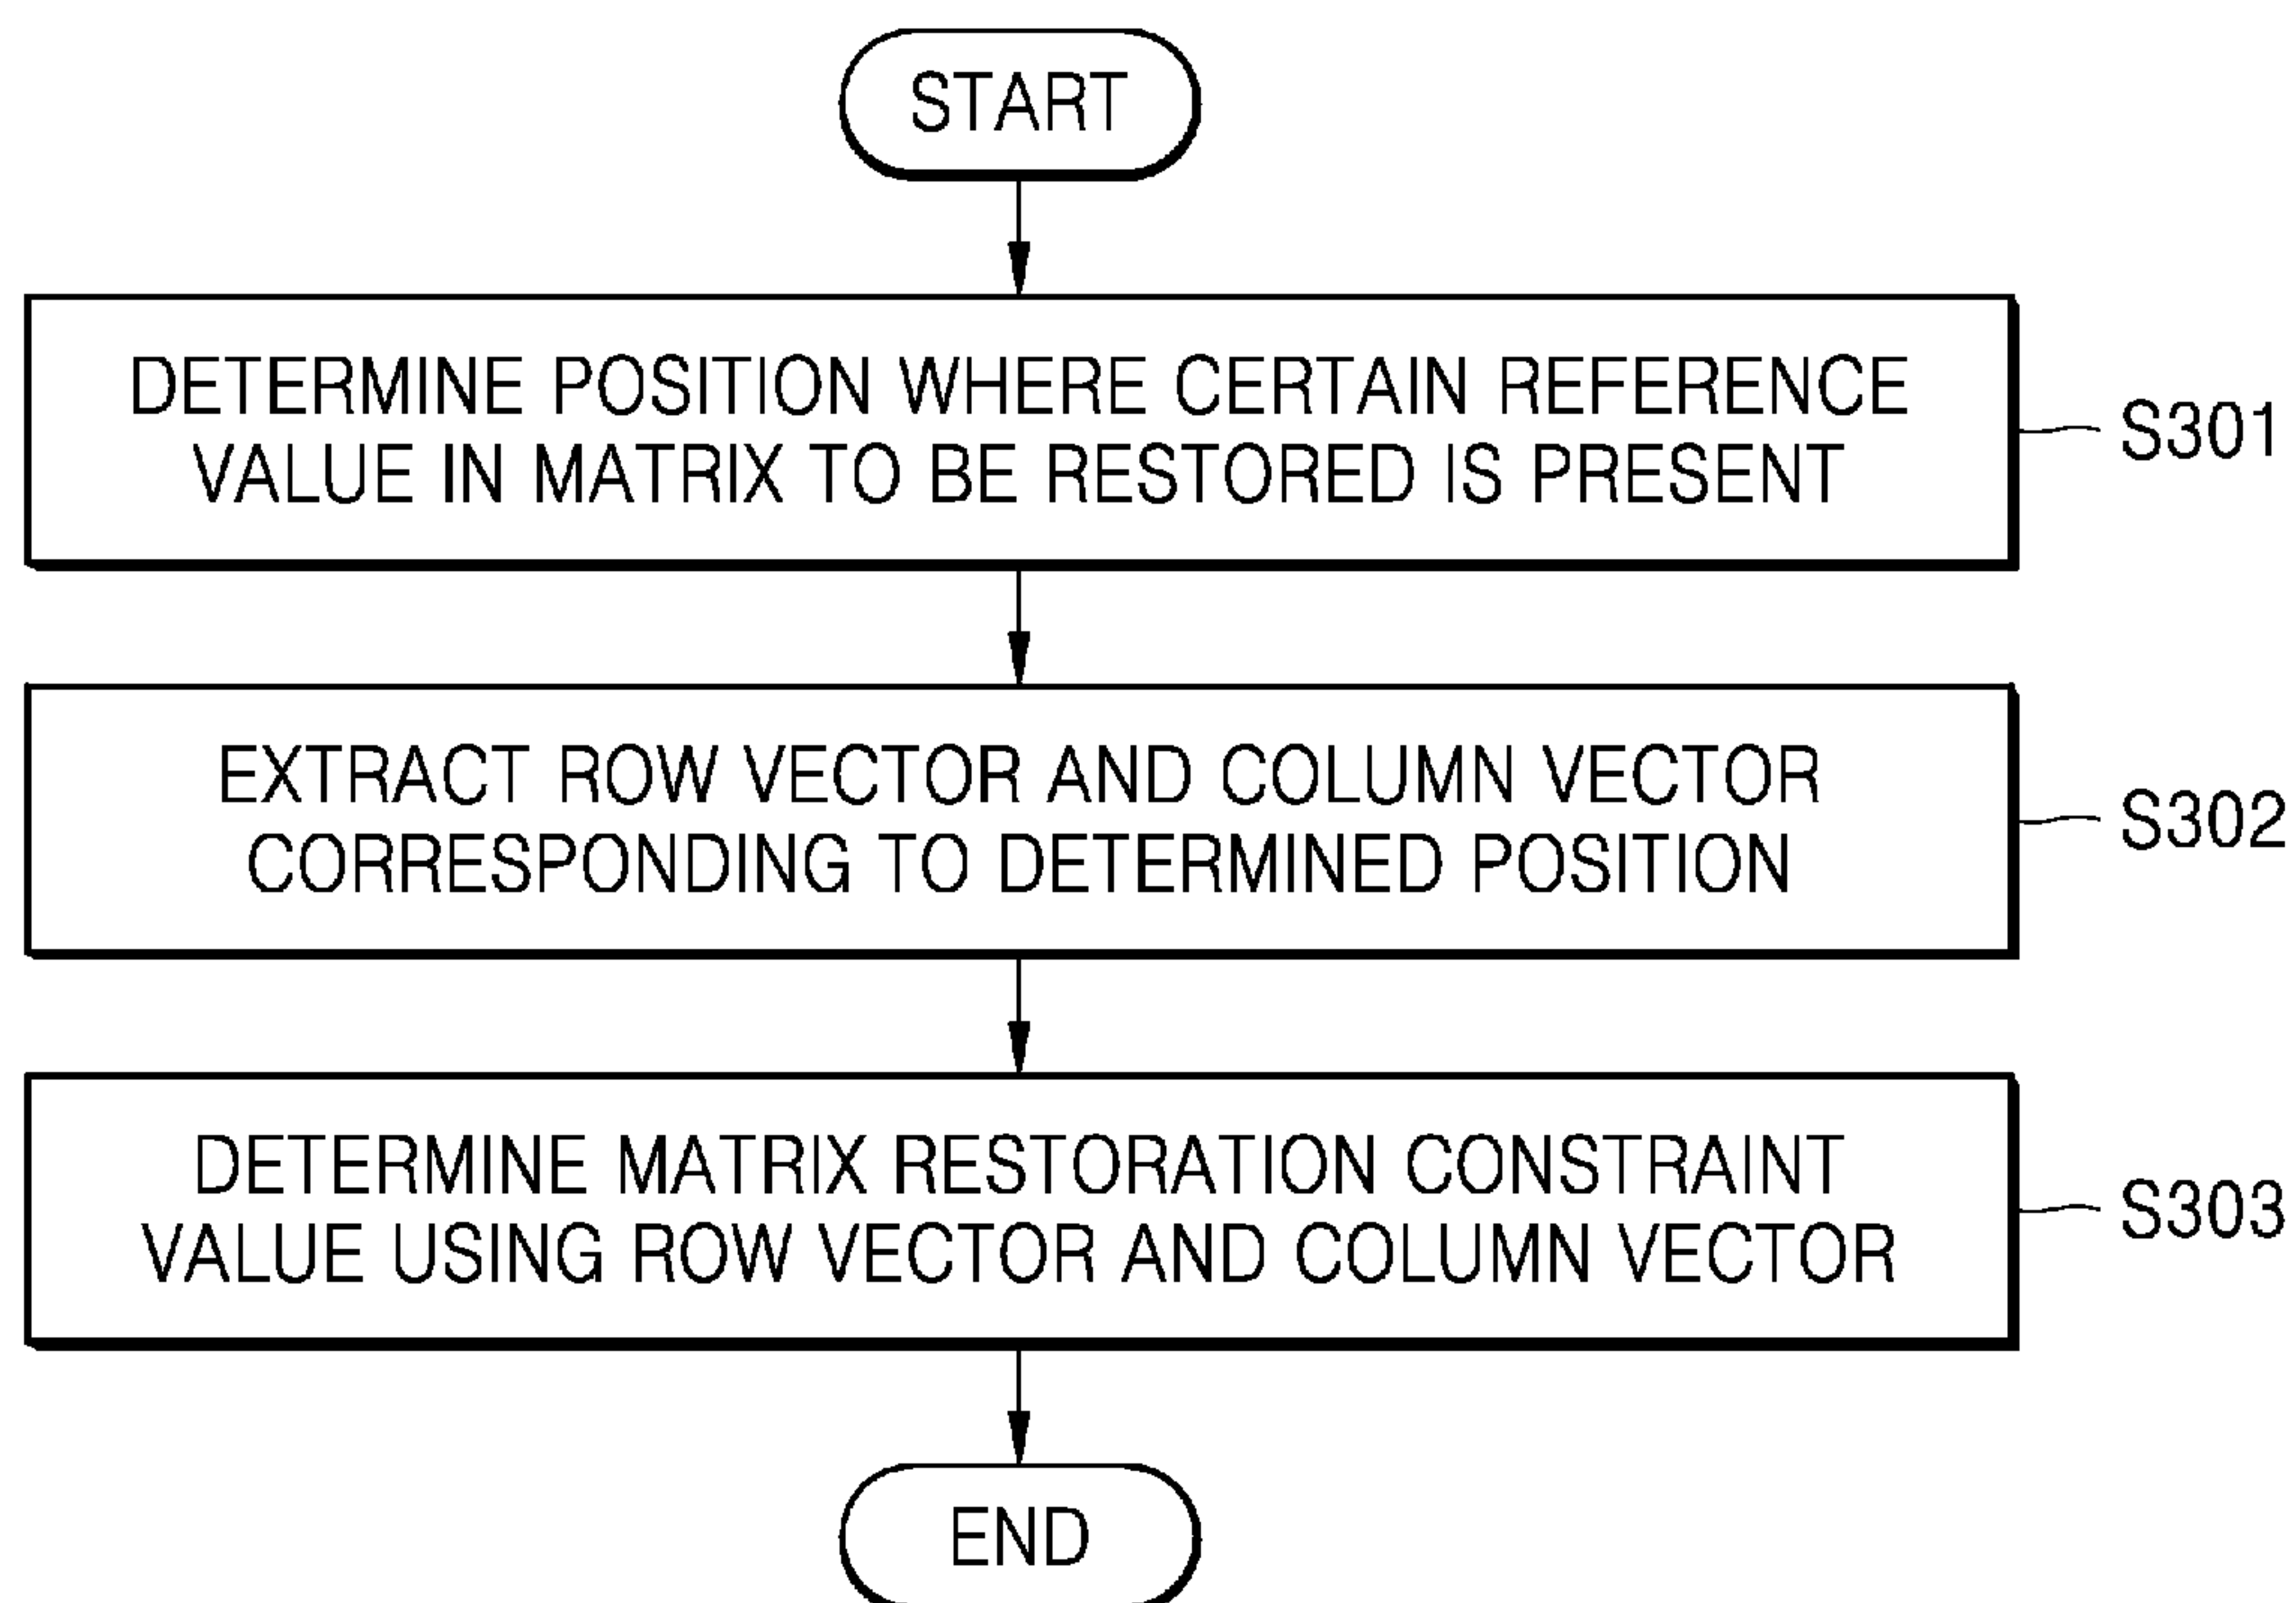 START
DETERMINE POSITION WHERE CERTAIN REFERENCE
VALUE IN MATRIX TO BE RESTORED IS PRESENT
S301
EXTRACT ROW VECTOR AND COLUMN VECTOR
CORRESPONDING TO DETERMINED POSITION
S302
DETERMINE MATRIX RESTORATION CONSTRAINT
VALUE USING ROW VECTOR AND COLUMN VECTOR
S303
END